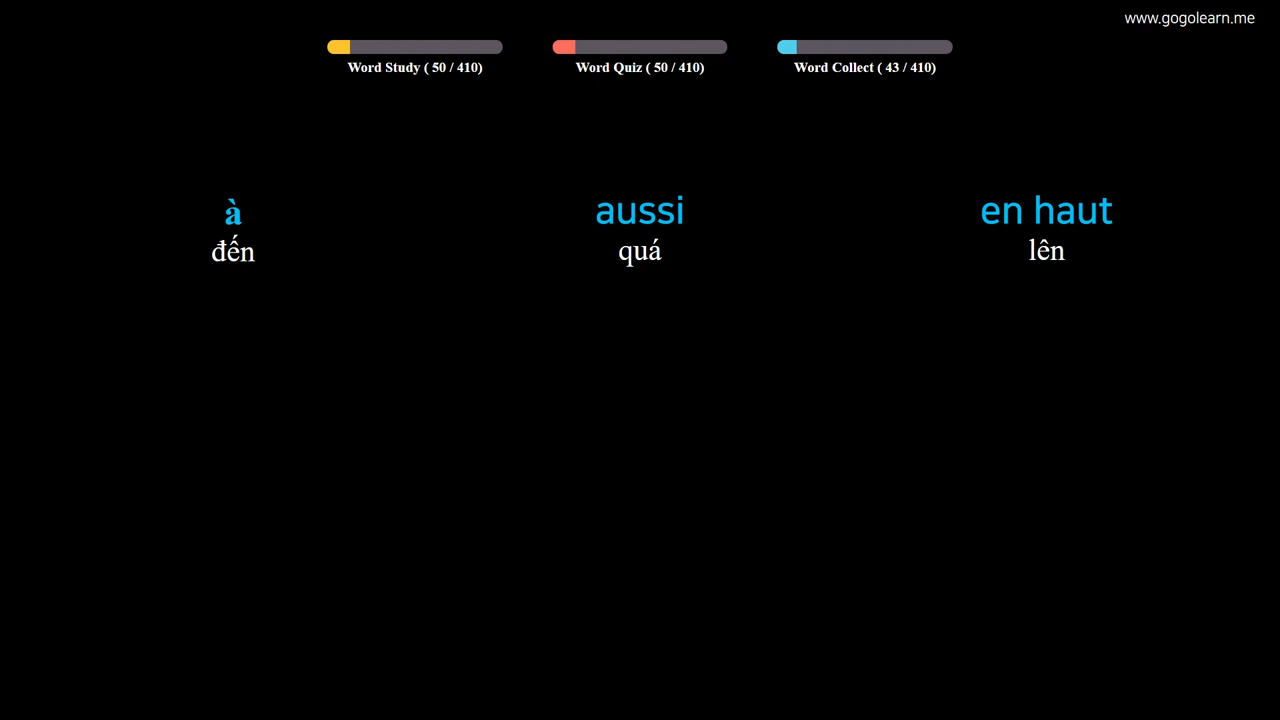 www.gogolearn.me
Word Study ( 50 / 410)
Word Quiz ( 50 / 410)
Word Collect ( 43 / 410)
à
đến
aussi
quá
en haut
lên